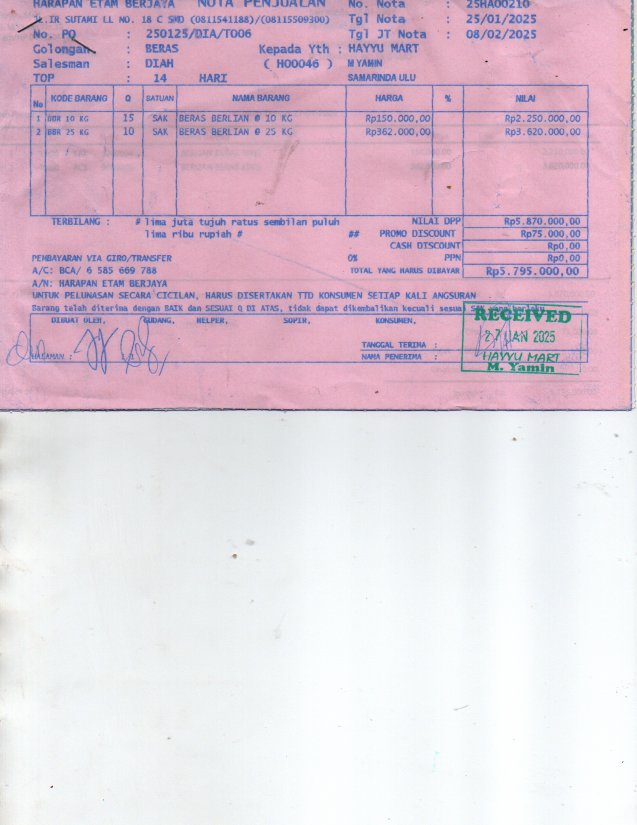 HARAPAN ETAM BERJAYA NOTA PENJUALAN No. Nota : 25HA00210
JL.IR SUTAMI LL NO. 18 C SMD (0811541188)/(08115509300) Tgl Nota : 25/01/2025
No. PO : 250125/DIA/T006 Tgl JT Nota : 08/02/2025
Golongan : BERAS Kepada Yth : HAYYU MART
Salesman : DIAH ( H00046 ) M YAMIN
TOP : 14 HARI SAMARINDA ULU
No KODE BARANG Q SATUAN NAMA BARANG HARGA % NILAI
1 BBR 10 KG 15 SAK BERAS BERLIAN @ 10 KG Rp150.000,00 Rp2.250.000,00
2 BBR 25 KG 10 SAK BERAS BERLIAN @ 25 KG Rp362.000,00 Rp3.620.000,00
TERBILANG : # lima juta tujuh ratus sembilan puluh NILAI DPP Rp5.870.000,00
lima ribu rupiah # ## PROMO DISCOUNT Rp75.000,00
CASH DISCOUNT Rp0,00
PEMBAYARAN VIA GIRO/TRANSFER 0% PPN Rp0,00
A/C: BCA/ 6 585 669 788 TOTAL YANG HARUS DIBAYAR Rp5.795.000,00
A/N: HARAPAN ETAM BERJAYA
UNTUK PELUNASAN SECARA CICILAN, HARUS DISERTAKAN TTD KONSUMEN SETIAP KALI ANGSURAN
Barang telah diterima dengan BAIK dan SESUAI Q DI ATAS, tidak dapat dikembalikan kecuali sesuai
DIBUAT OLEH, GUDANG, HELPER, SOPIR, KONSUMEN,
RECEIVED
27 JAN 2025
TANGGAL TERIMA :
HALAMAN : 1/1 NAMA PENERIMA : HAYYU MART
M. Yamin